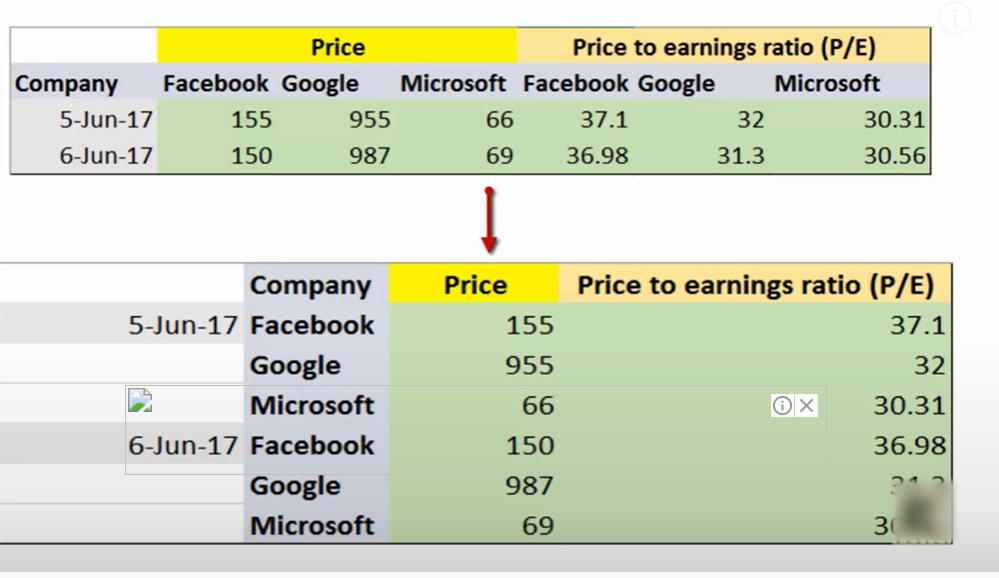 Price Price to earnings ratio (P/E)
Company Facebook Google Microsoft Facebook Google Microsoft
5-Jun-17 155 955 66 37.1 32 30.31
6-Jun-17 150 987 69 36.98 31.3 30.56
Company Price Price to earnings ratio (P/E)
5-Jun-17 Facebook 155 37.1
Google 955 32
Microsoft 66 30.31
6-Jun-17 Facebook 150 36.98
Google 987
Microsoft 69